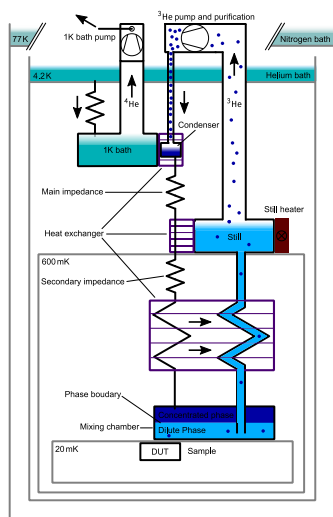 ³He pump and purification
77K
1K bath pump
Nitrogen bath
4.2K
Helium bath
⁴He
³He
Condenser
1K bath
Main impedance
Still heater
Heat exchanger
Still
600mK
Secondary impedance
Phase boudary
Concentrated phase
Mixing chamber
Dilute Phase
20mK
DUT
Sample